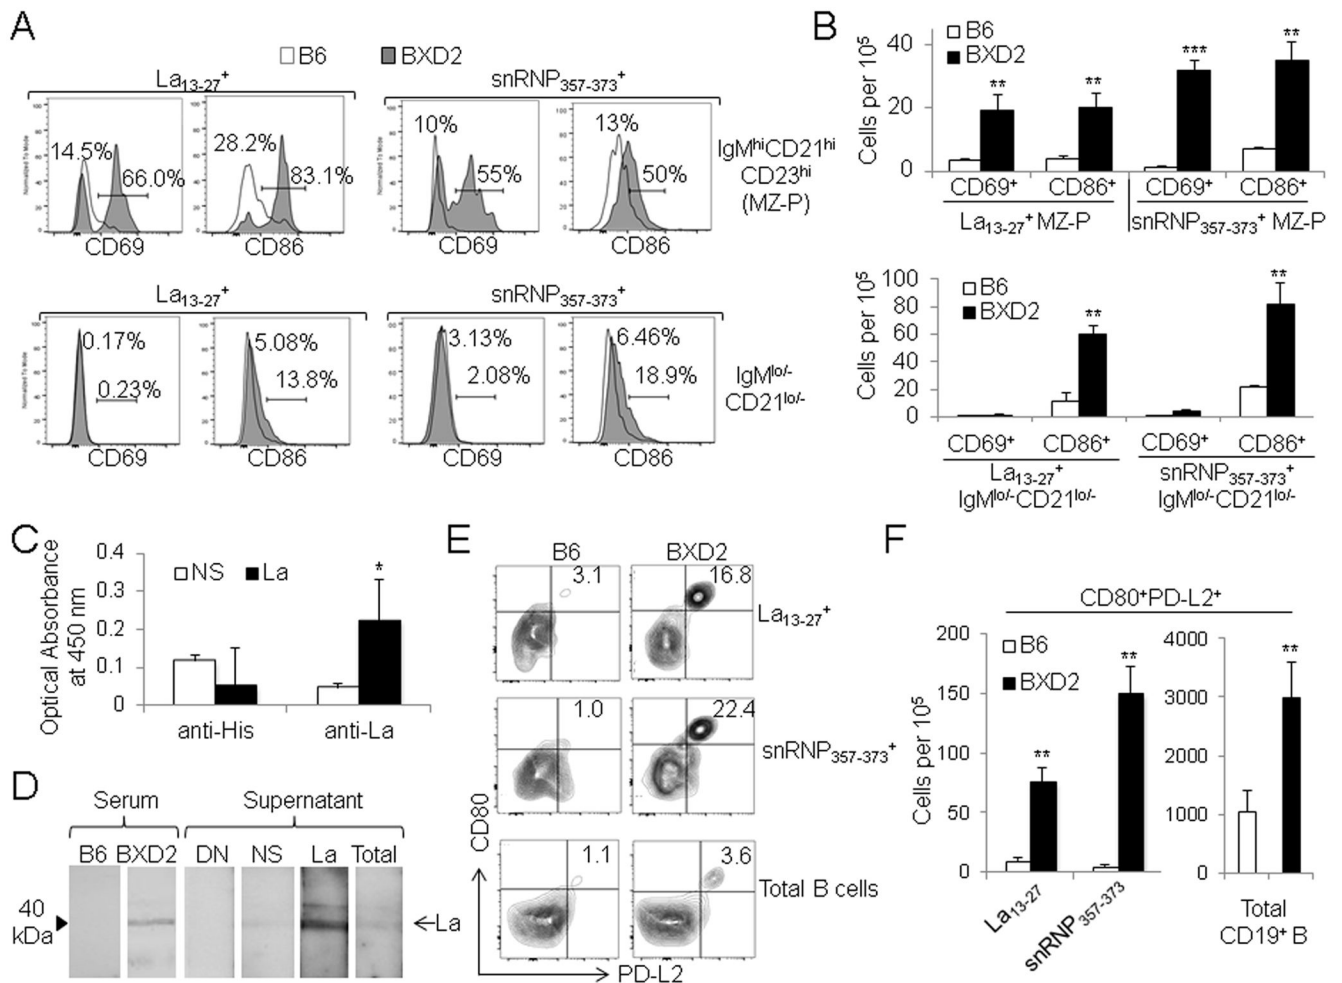 A
B6 BXD2
La13-27+ snRNP357-373+
14.5% 66.0% 28.2% 83.1% 10% 55% 13% 50%
IgMhiCD21hi
CD23hi
(MZ-P)
Normalized To Mode
CD69 CD86 CD69 CD86
La13-27+ snRNP357-373+
0.17% 5.08% 3.13% 6.46%
0.23% 13.8% 2.08% 18.9%
IgMlo/-
CD21lo/-
Normalized To Mode
CD69 CD86 CD69 CD86
B
B6
BXD2
Cells per 10⁵
40
20
0
** ** *** **
CD69+ CD86+ CD69+ CD86+
La13-27+ MZ-P snRNP357-373+ MZ-P
B6
BXD2
Cells per 10⁵
100
80
60
40
20
0
** **
CD69+ CD86+ CD69+ CD86+
La13-27+ snRNP357-373+
IgMlo/-CD21lo/- IgMlo/-CD21lo/-
C
Optical Absorbance
at 450 nm
0.4
0.3
0.2
0.1
0
NS La
*
anti-His anti-La
D
Serum Supernatant
B6 BXD2 DN NS La Total
40
kDa
←La
E
B6 BXD2
3.1 16.8
La13-27+
1.0 22.4
snRNP357-373+
1.1 3.6
Total B cells
CD80
PD-L2
F
CD80+PD-L2+
B6
BXD2
Cells per 10⁵
200
150
100
50
0
** **
La13-27 snRNP357-373
4000
3000
2000
1000
0
**
Total
CD19+ B